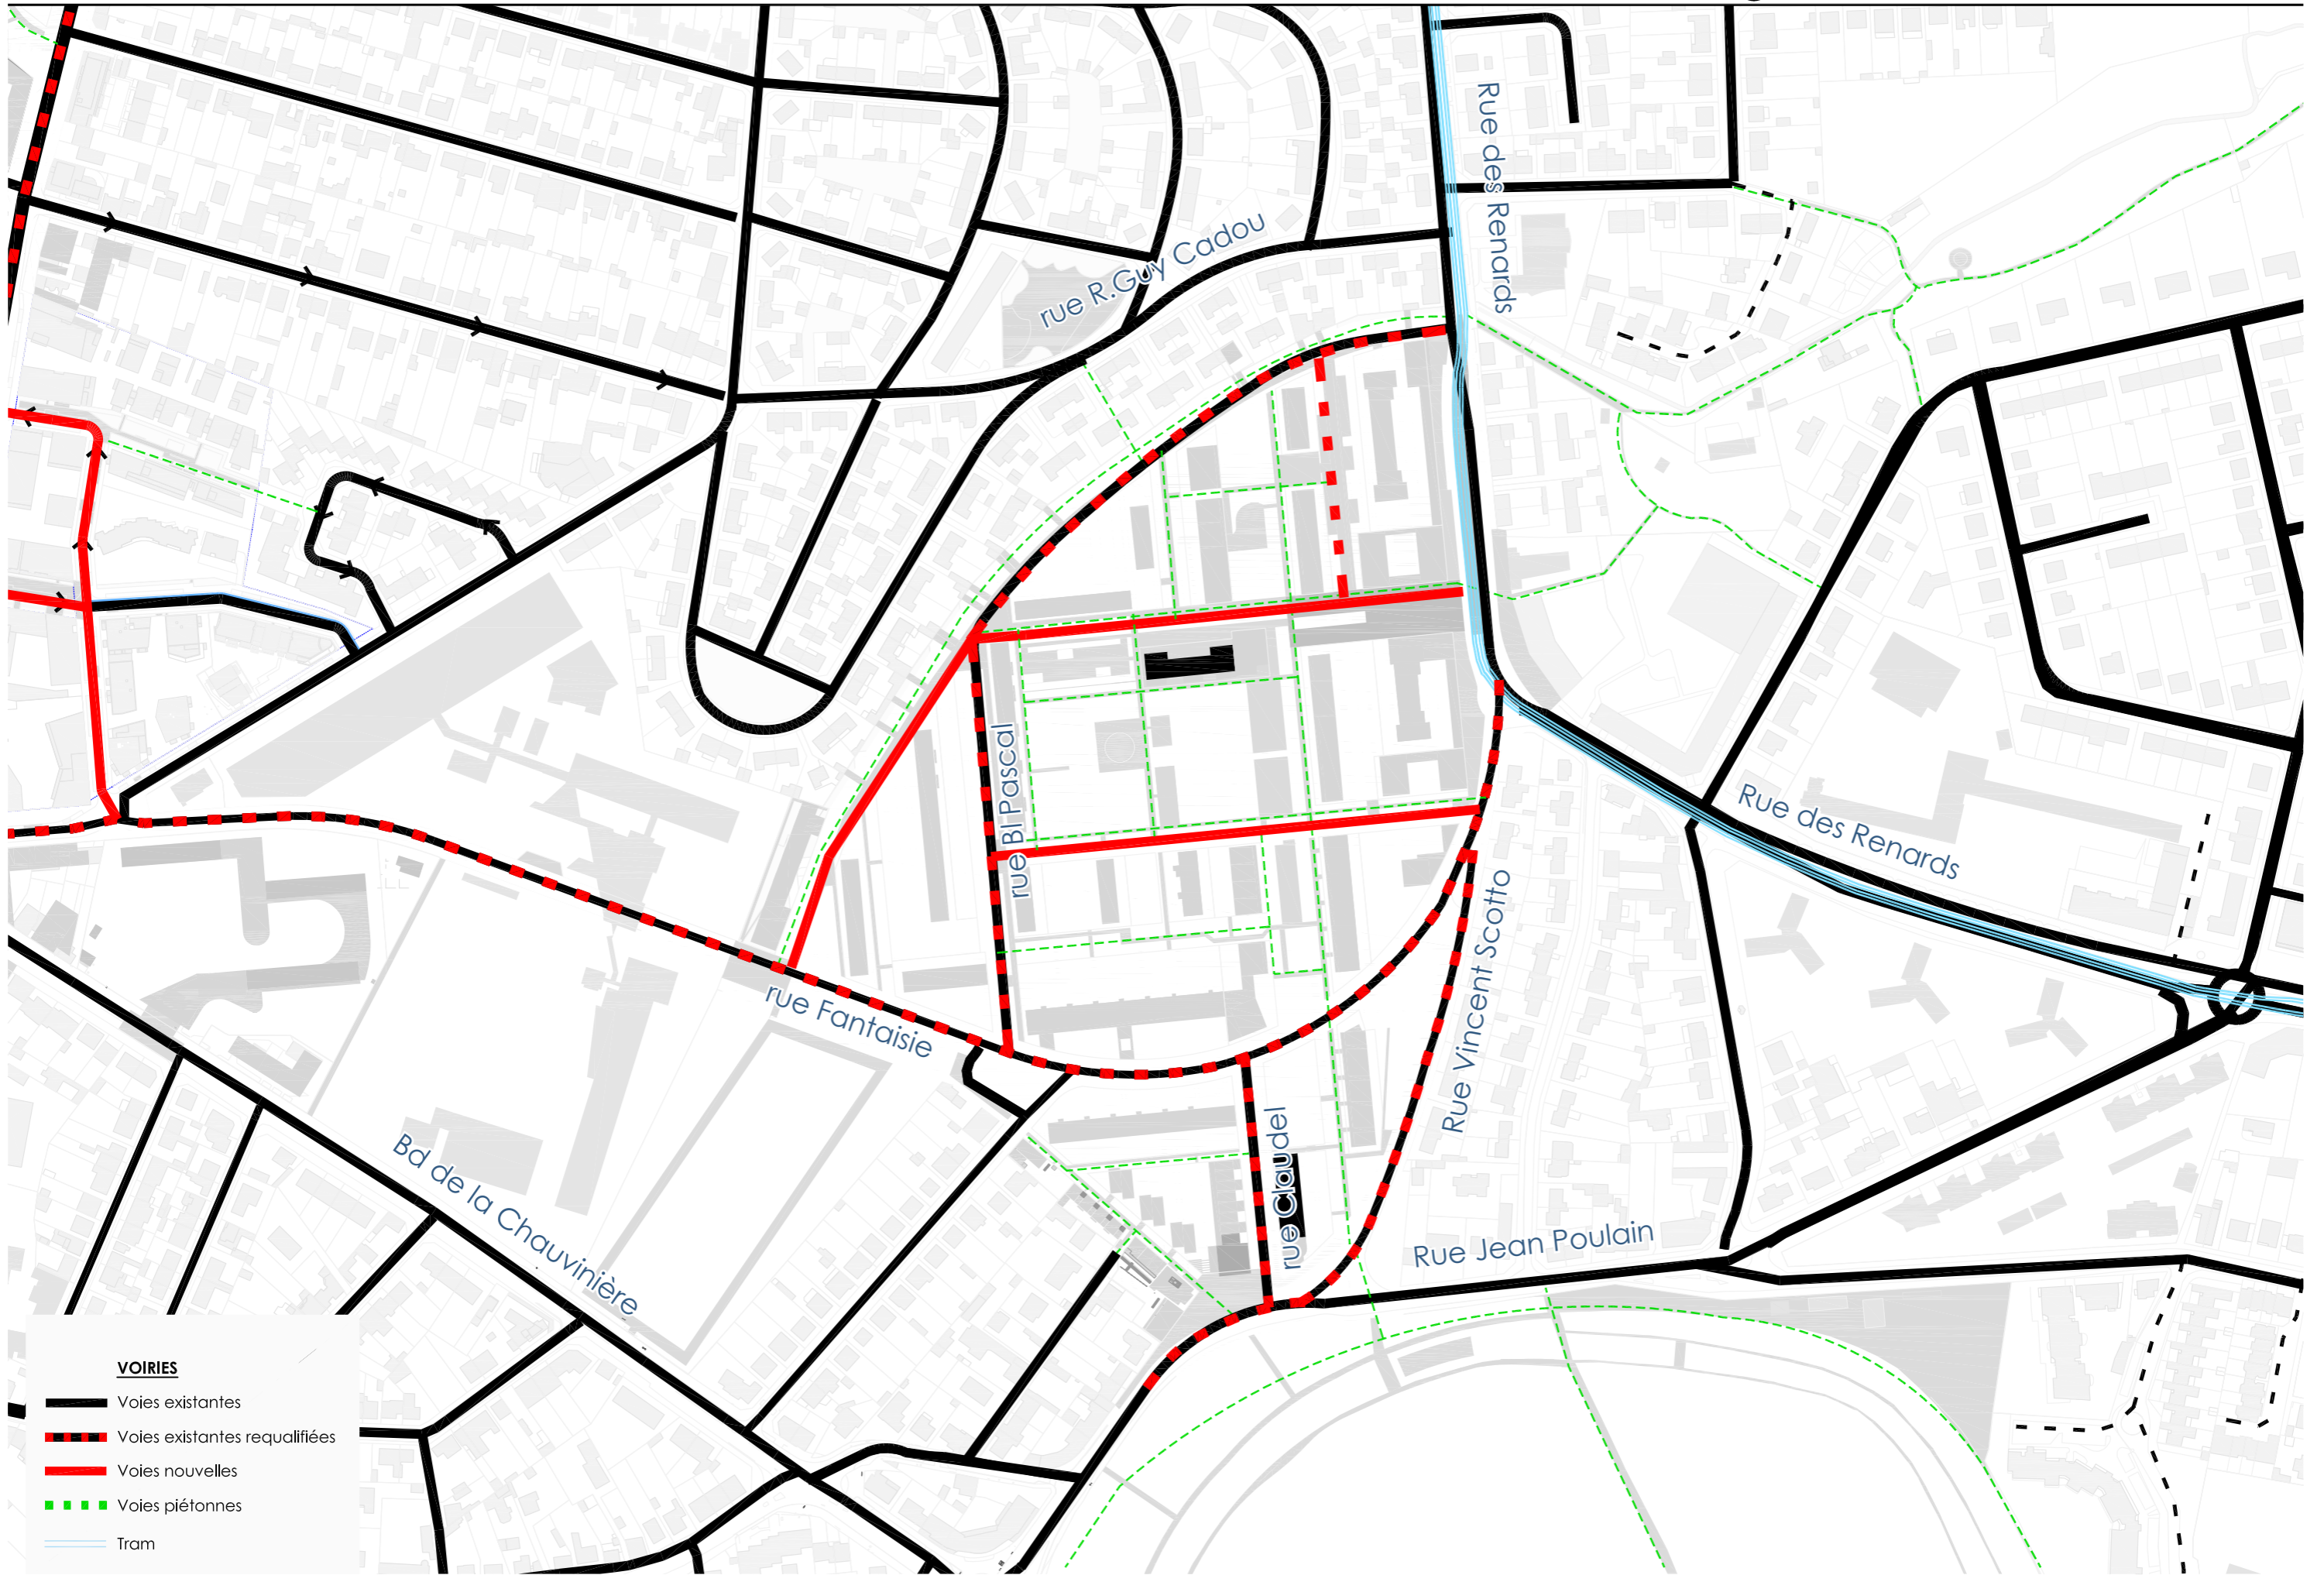 Rue des Renards
rue R.Guy Cadou
rue Bl Pascal
Rue des Renards
Rue Vincent Scotto
rue Fantaisie
rue Claudel
Bd de la Chauvinière
Rue Jean Poulain
VOIRIES
Voies existantes
Voies existantes requalifiées
Voies nouvelles
Voies piétonnes
Tram